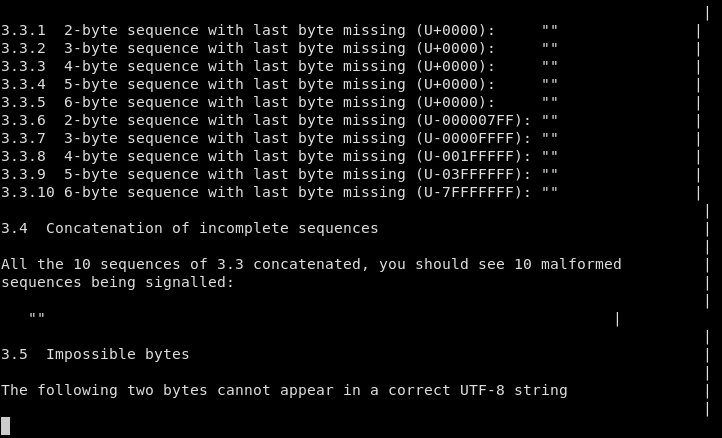 |
3.3.1  2-byte sequence with last byte missing (U+0000):     ""               |
3.3.2  3-byte sequence with last byte missing (U+0000):     ""               |
3.3.3  4-byte sequence with last byte missing (U+0000):     ""               |
3.3.4  5-byte sequence with last byte missing (U+0000):     ""               |
3.3.5  6-byte sequence with last byte missing (U+0000):     ""               |
3.3.6  2-byte sequence with last byte missing (U-000007FF): ""               |
3.3.7  3-byte sequence with last byte missing (U-0000FFFF): ""               |
3.3.8  4-byte sequence with last byte missing (U-001FFFFF): ""               |
3.3.9  5-byte sequence with last byte missing (U-03FFFFFF): ""               |
3.3.10 6-byte sequence with last byte missing (U-7FFFFFFF): ""               |
|
3.4  Concatenation of incomplete sequences                                    |
|
All the 10 sequences of 3.3 concatenated, you should see 10 malformed         |
sequences being signalled:                                                    |
|
   ""                                                               |
|
3.5  Impossible bytes                                                         |
|
The following two bytes cannot appear in a correct UTF-8 string               |
|